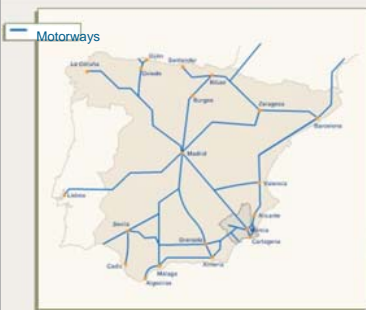 Motorways
Gijón
Santander
La Coruña
Oviedo
Bilbao
Burgos
Zaragoza
Barcelona
Madrid
Lisboa
Valencia
Alicante
Murcia
Sevilla
Cartagena
Granada
Cadiz
Málaga
Almería
Algeciras